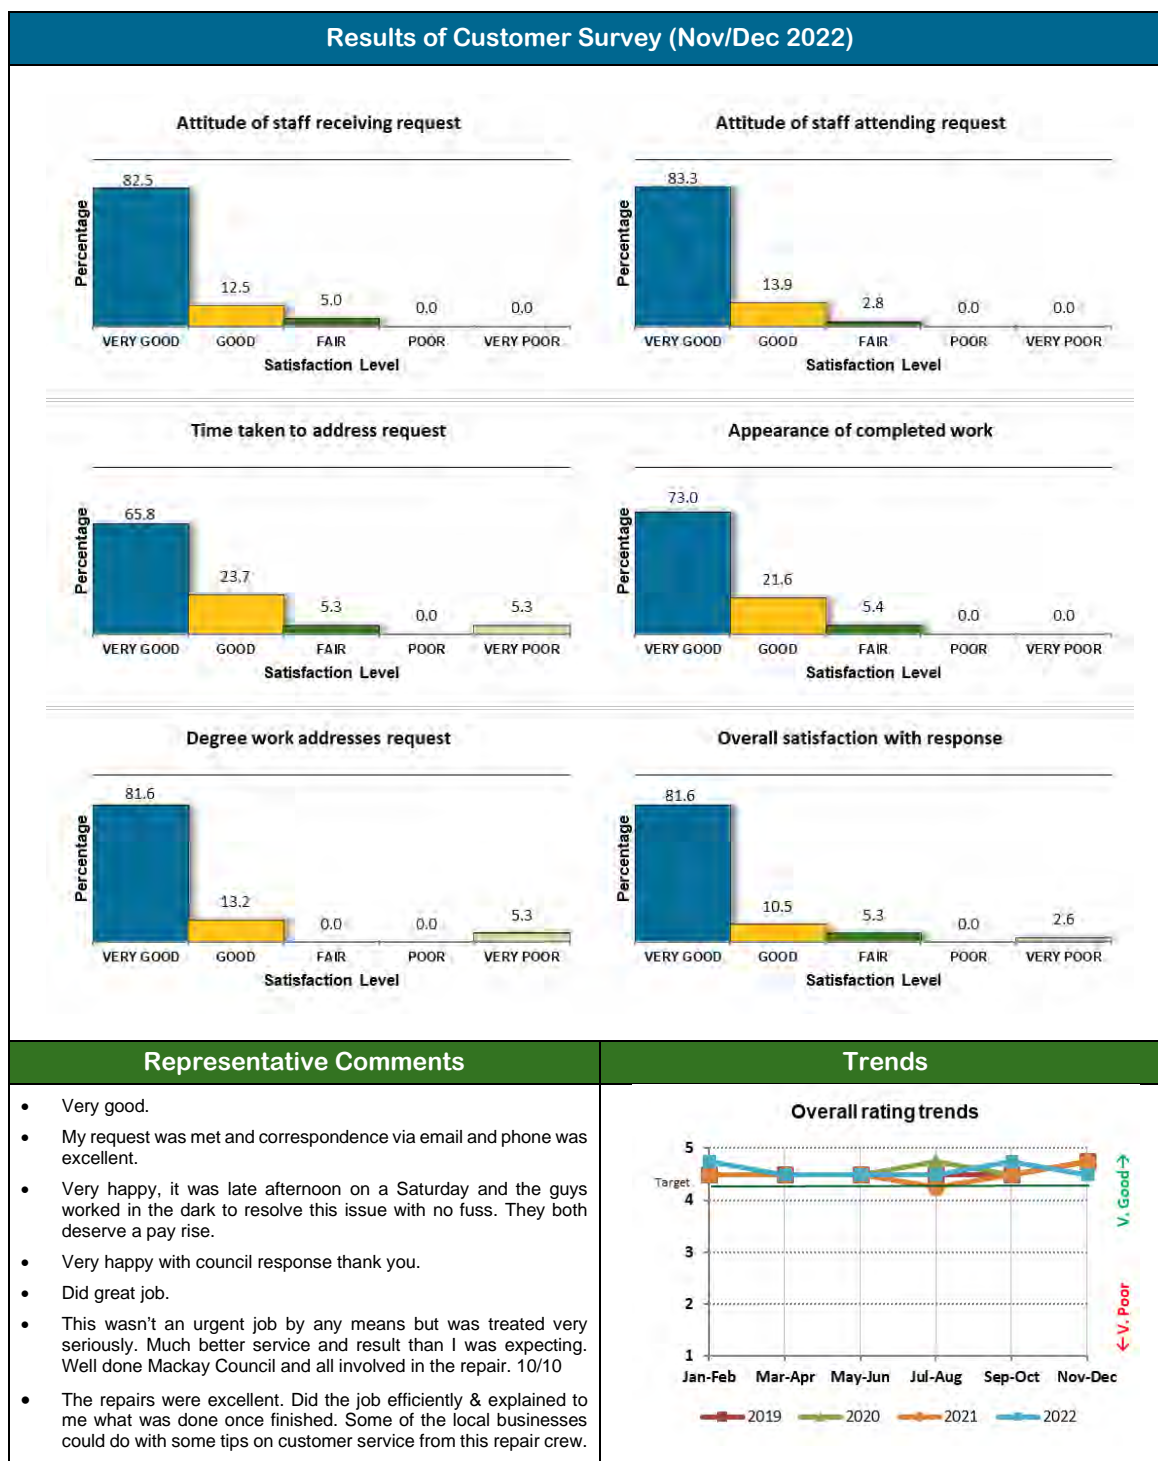 Results of Customer Survey (Nov/Dec 2022)
Attitude of staff receiving request
Percentage
82.5
12.5
5.0
0.0
0.0
VERY GOOD GOOD FAIR POOR VERY POOR
Satisfaction Level
Attitude of staff attending request
Percentage
83.3
13.9
2.8
0.0
0.0
VERY GOOD GOOD FAIR POOR VERY POOR
Satisfaction Level
Time taken to address request
Percentage
65.8
23.7
5.3
0.0
5.3
VERY GOOD GOOD FAIR POOR VERY POOR
Satisfaction Level
Appearance of completed work
Percentage
73.0
21.6
5.4
0.0
0.0
VERY GOOD GOOD FAIR POOR VERY POOR
Satisfaction Level
Degree work addresses request
Percentage
81.6
13.2
0.0
0.0
5.3
VERY GOOD GOOD FAIR POOR VERY POOR
Satisfaction Level
Overall satisfaction with response
Percentage
81.6
10.5
5.3
0.0
2.6
VERY GOOD GOOD FAIR POOR VERY POOR
Satisfaction Level
Representative Comments
• Very good.
• My request was met and correspondence via email and phone was
excellent.
• Very happy, it was late afternoon on a Saturday and the guys
worked in the dark to resolve this issue with no fuss. They both
deserve a pay rise.
• Very happy with council response thank you.
• Did great job.
• This wasn't an urgent job by any means but was treated very
seriously. Much better service and result than I was expecting.
Well done Mackay Council and all involved in the repair. 10/10
• The repairs were excellent. Did the job efficiently & explained to
me what was done once finished. Some of the local businesses
could do with some tips on customer service from this repair crew.
Trends
Overall rating trends
5
Target
4
3
2
1
V. Good→
←V. Poor
Jan-Feb Mar-Apr May-Jun Jul-Aug Sep-Oct Nov-Dec
2019 2020 2021 2022